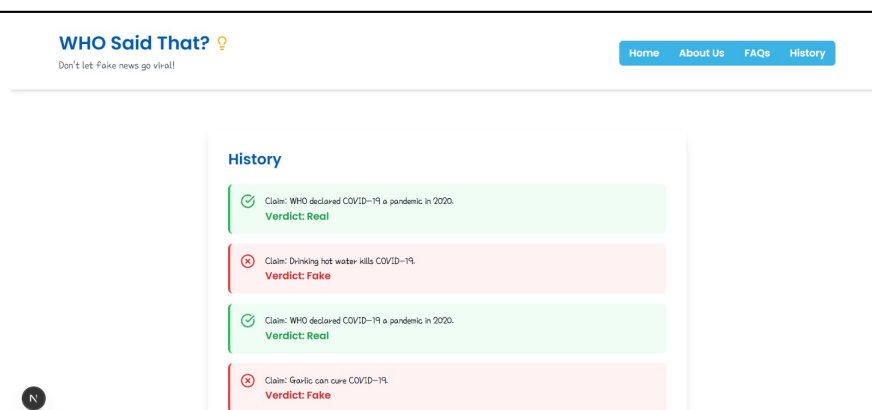 WHO Said That?
Don't let fake news go viral!
Home About Us FAQs History
History
Claim: WHO declared COVID-19 a pandemic in 2020.
Verdict: Real
Claim: Drinking hot water kills COVID-19.
Verdict: Fake
Claim: WHO declared COVID-19 a pandemic in 2020.
Verdict: Real
Claim: Garlic can cure COVID-19.
Verdict: Fake
N